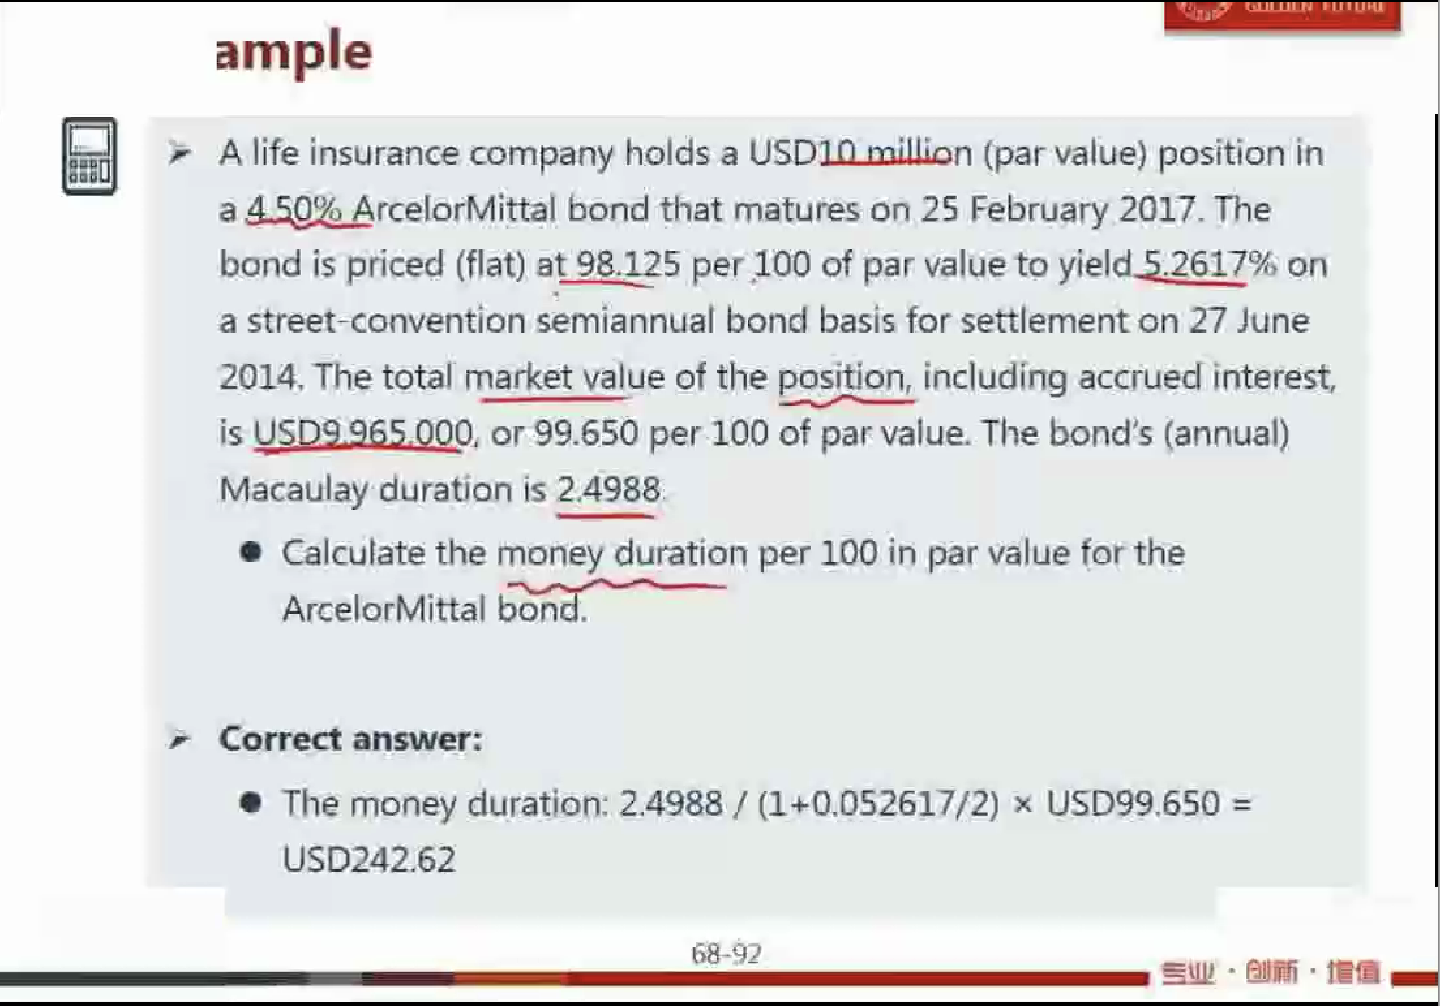 GOLDEN FUTURE
ample
A life insurance company holds a USD10 million (par value) position in
a 4.50% ArcelorMittal bond that matures on 25 February 2017. The
bond is priced (flat) at 98.125 per 100 of par value to yield 5.2617% on
a street-convention semiannual bond basis for settlement on 27 June
2014. The total market value of the position, including accrued interest,
is USD9.965.000, or 99.650 per 100 of par value. The bond's (annual)
Macaulay duration is 2.4988.
Calculate the money duration per 100 in par value for the
ArcelorMittal bond.
Correct answer:
The money duration: 2.4988 / (1+0.052617/2) × USD99.650 =
USD242.62
68-92
专业·创新·增值